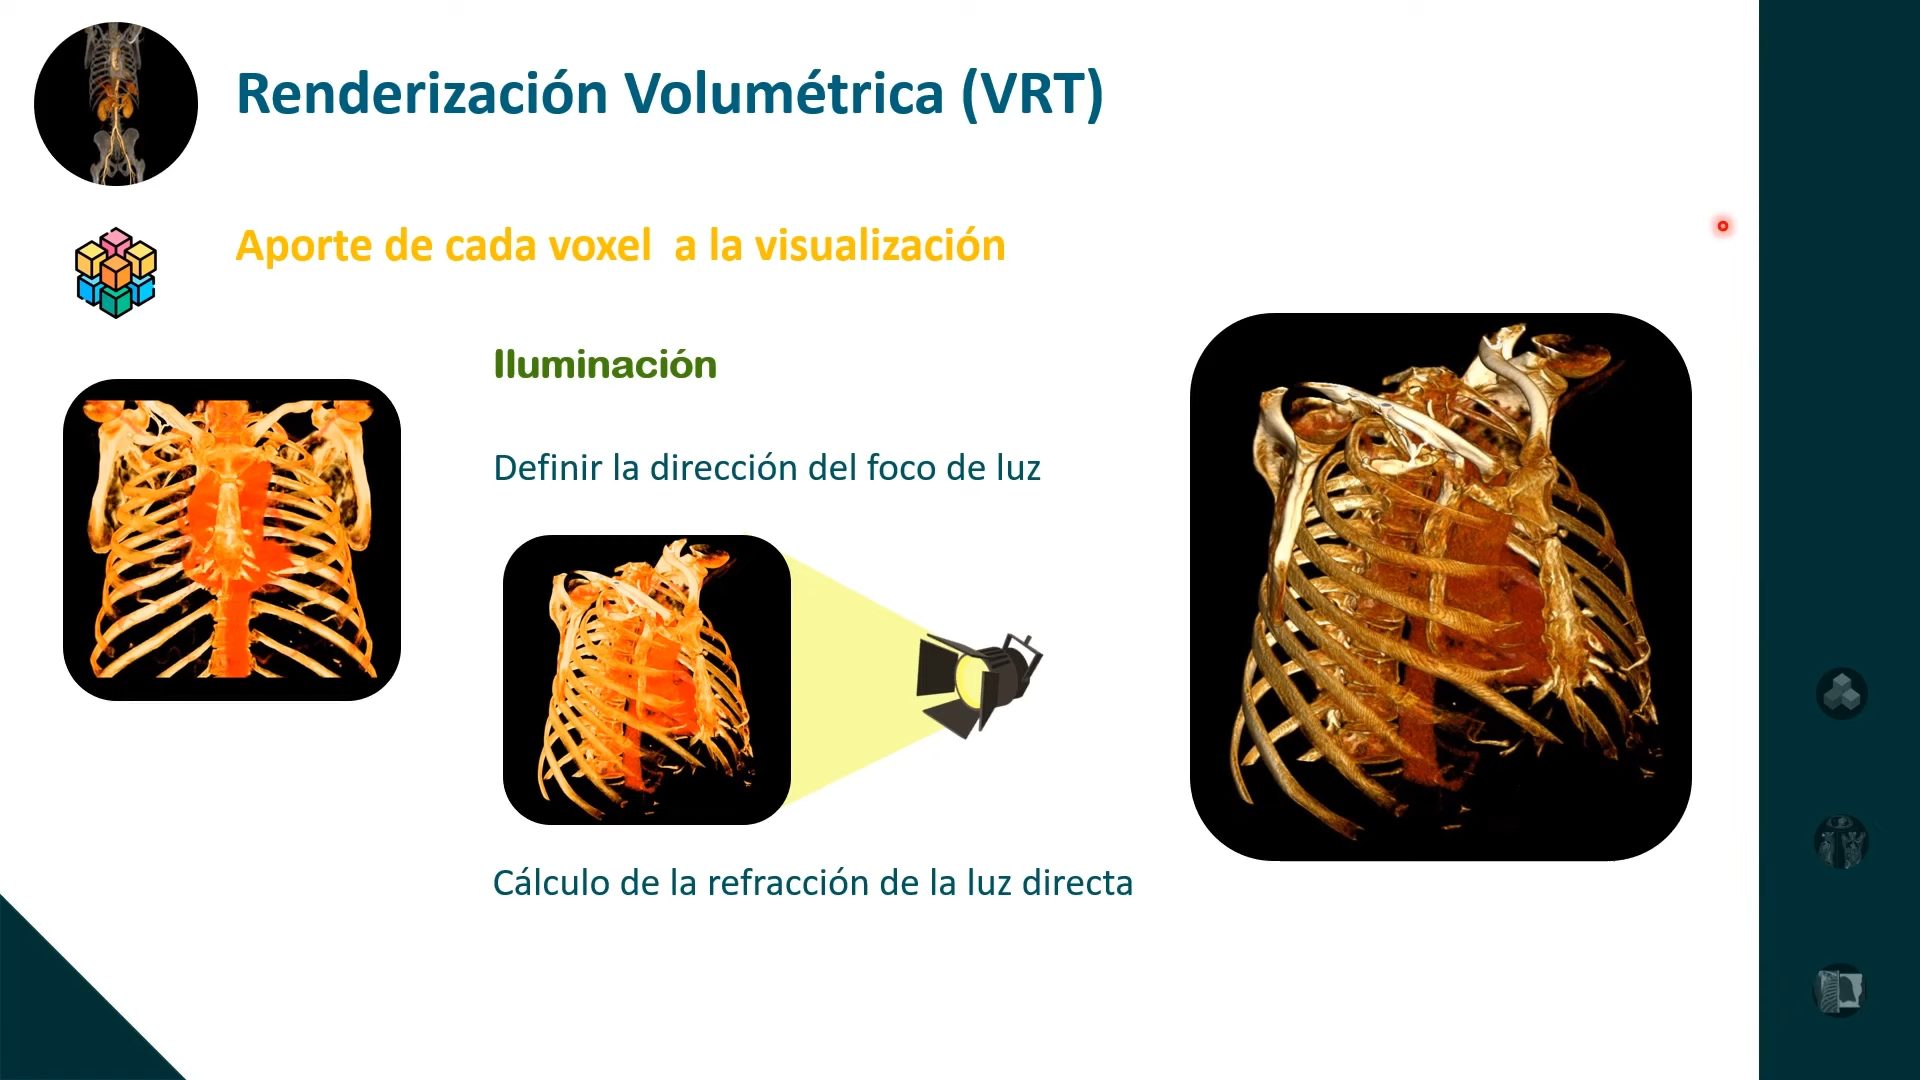 Renderización Volumétrica (VRT)
Aporte de cada voxel  a la visualización
Iluminación
Definir la dirección del foco de luz
Cálculo de la refracción de la luz directa